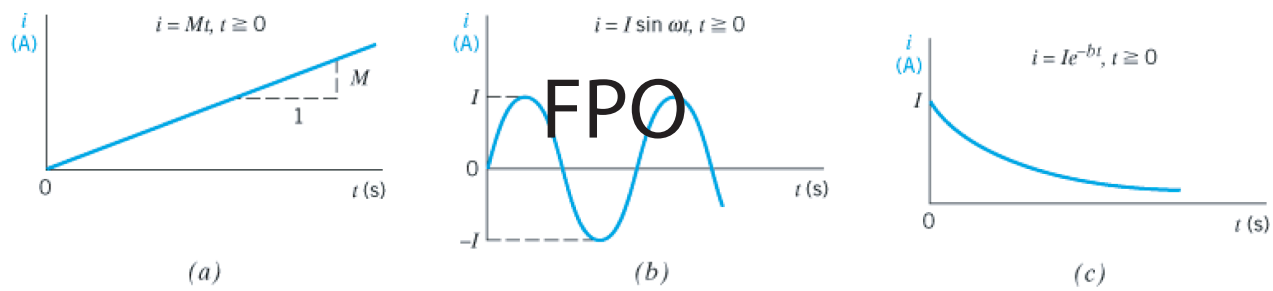 i
(A)
i = Mt, t ≧ 0
M
1
0
t (s)
(a)
i
(A)
i = I sin ωt, t ≧ 0
FPO
I
0
t (s)
–I
(b)
i
(A)
i = Ie^{–bt}, t ≧ 0
I
0
t (s)
(c)